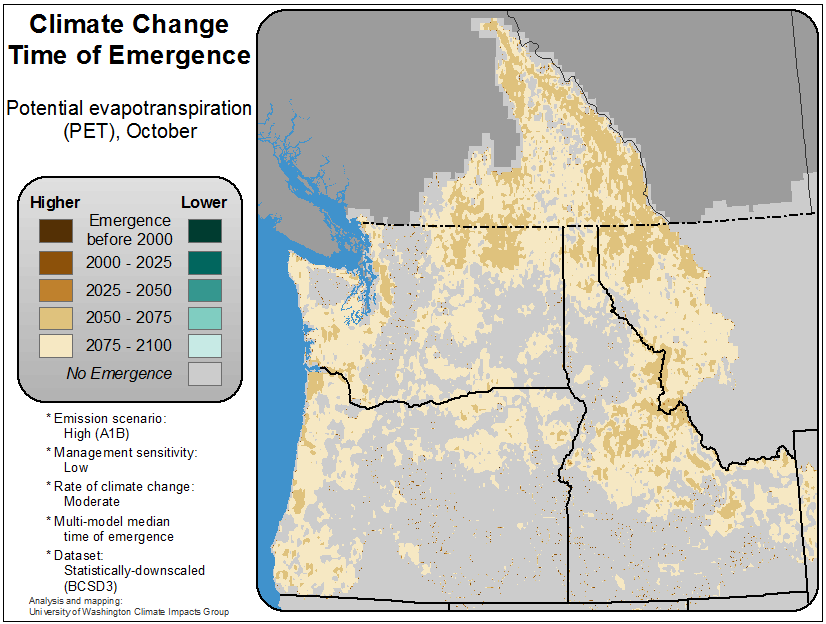 Climate Change
Time of Emergence
Potential evapotranspiration
(PET), October
Higher Lower
Emergence
before 2000
2000 - 2025
2025 - 2050
2050 - 2075
2075 - 2100
No Emergence
* Emission scenario:
High (A1B)
* Management sensitivity:
Low
* Rate of climate change:
Moderate
* Multi-model median
time of emergence
* Dataset:
Statistically-downscaled
(BCSD3)
Analysis and mapping:
University of Washington Climate Impacts Group